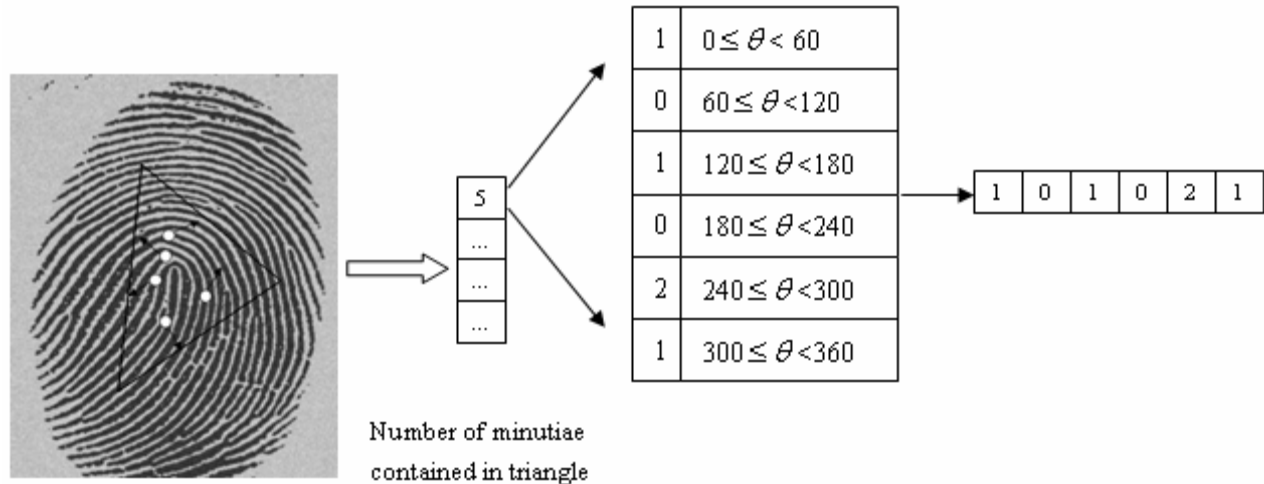 1 0 ≤ θ < 60
0 60 ≤ θ <120
1 120 ≤ θ <180
0 180 ≤ θ <240
2 240 ≤ θ <300
1 300 ≤ θ <360
5
...
...
...
1 0 1 0 2 1
Number of minutiae
contained in triangle